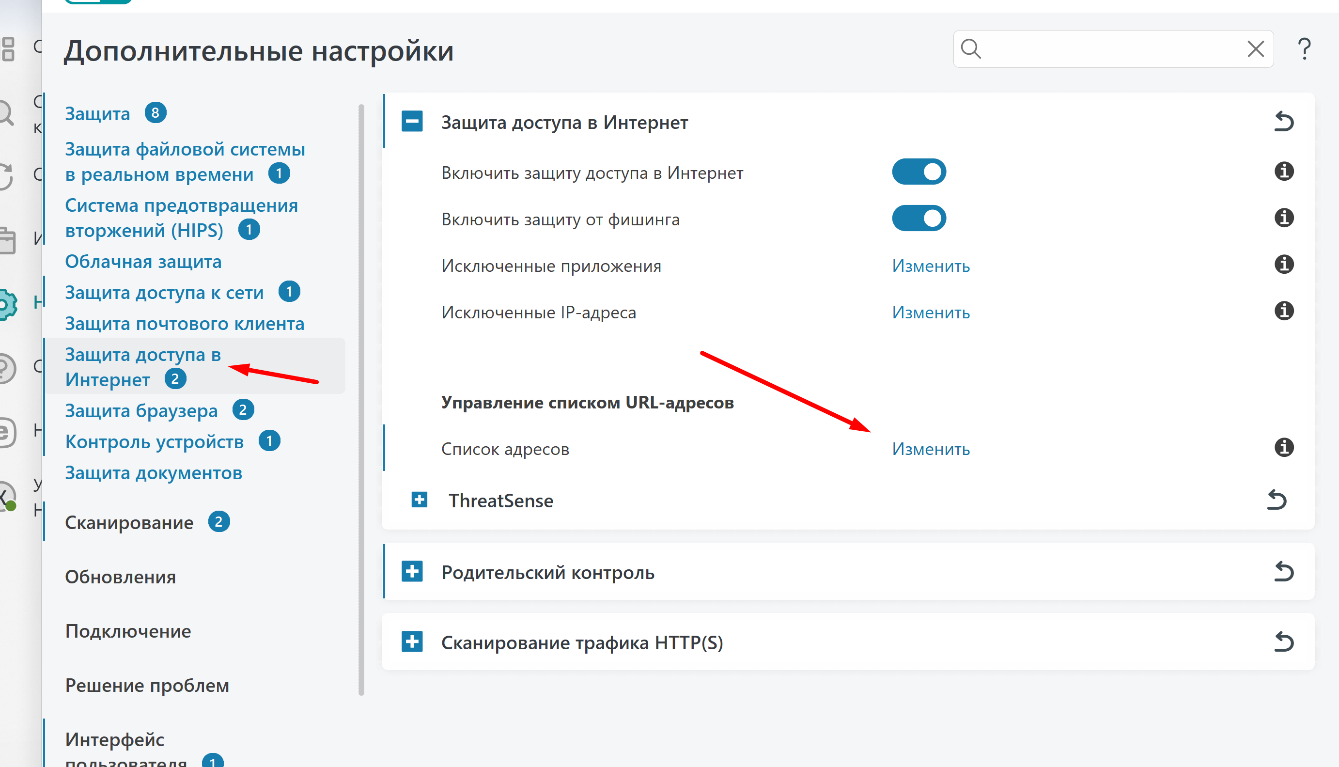 Дополнительные настройки
?
Защита 8
Защита файловой системы
в реальном времени 1
Система предотвращения
вторжений (HIPS) 1
Облачная защита
Защита доступа к сети 1
Защита почтового клиента
Защита доступа в
Интернет 2
Защита браузера 2
Контроль устройств 1
Защита документов
Сканирование 2
Обновления
Подключение
Решение проблем
Интерфейс
пользователя 1
Защита доступа в Интернет
Включить защиту доступа в Интернет
Включить защиту от фишинга
Исключенные приложения Изменить
Исключенные IP-адреса Изменить
Управление списком URL-адресов
Список адресов Изменить
ThreatSense
Родительский контроль
Сканирование трафика HTTP(S)